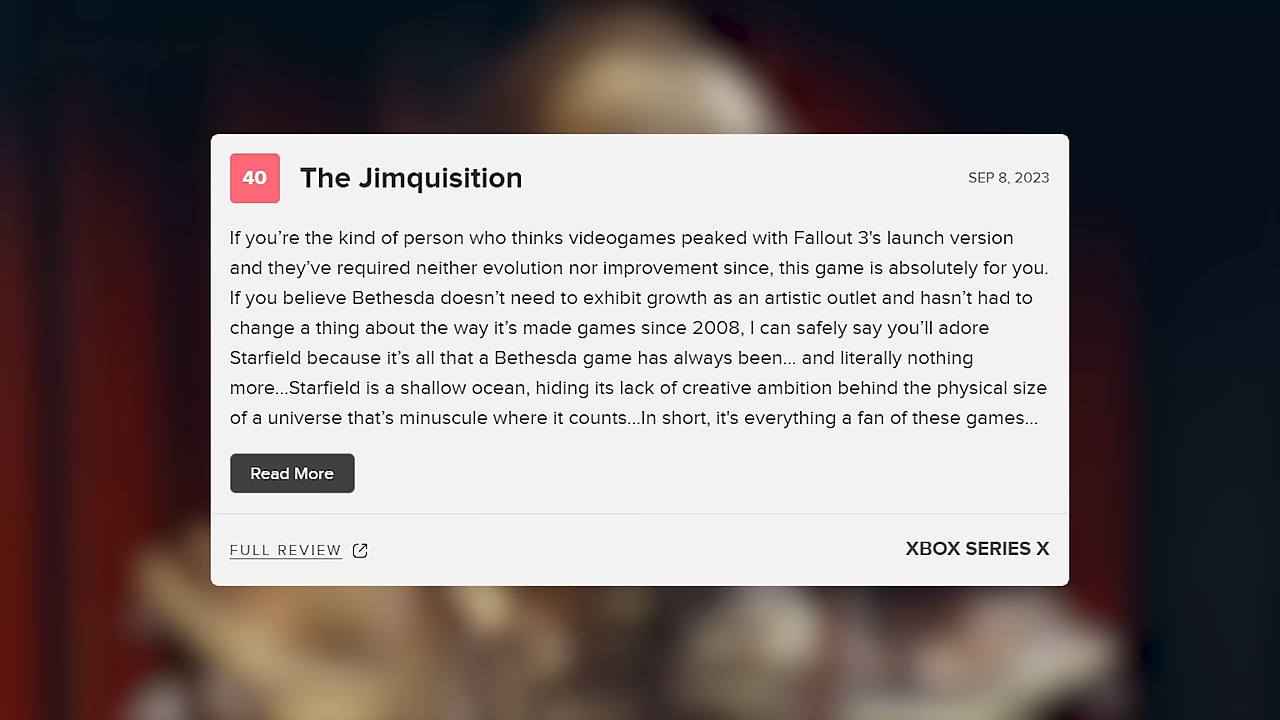 40
The Jimquisition
SEP 8, 2023
If you’re the kind of person who thinks videogames peaked with Fallout 3's launch version
and they’ve required neither evolution nor improvement since, this game is absolutely for you.
If you believe Bethesda doesn’t need to exhibit growth as an artistic outlet and hasn’t had to
change a thing about the way it’s made games since 2008, I can safely say you’ll adore
Starfield because it’s all that a Bethesda game has always been… and literally nothing
more…Starfield is a shallow ocean, hiding its lack of creative ambition behind the physical size
of a universe that’s minuscule where it counts…In short, it's everything a fan of these games…
Read More
FULL REVIEW
XBOX SERIES X